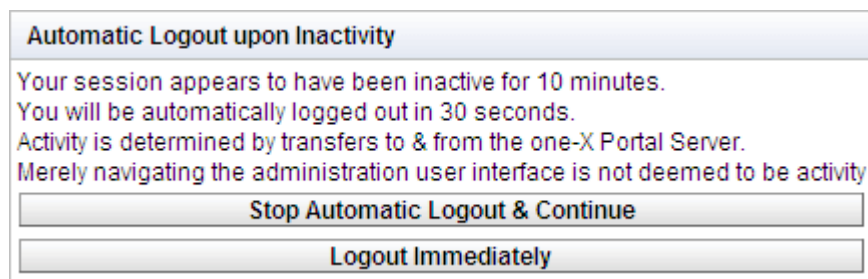 Automatic Logout upon Inactivity
Your session appears to have been inactive for 10 minutes.
You will be automatically logged out in 30 seconds.
Activity is determined by transfers to & from the one-X Portal Server.
Merely navigating the administration user interface is not deemed to be activity
Stop Automatic Logout & Continue
Logout Immediately